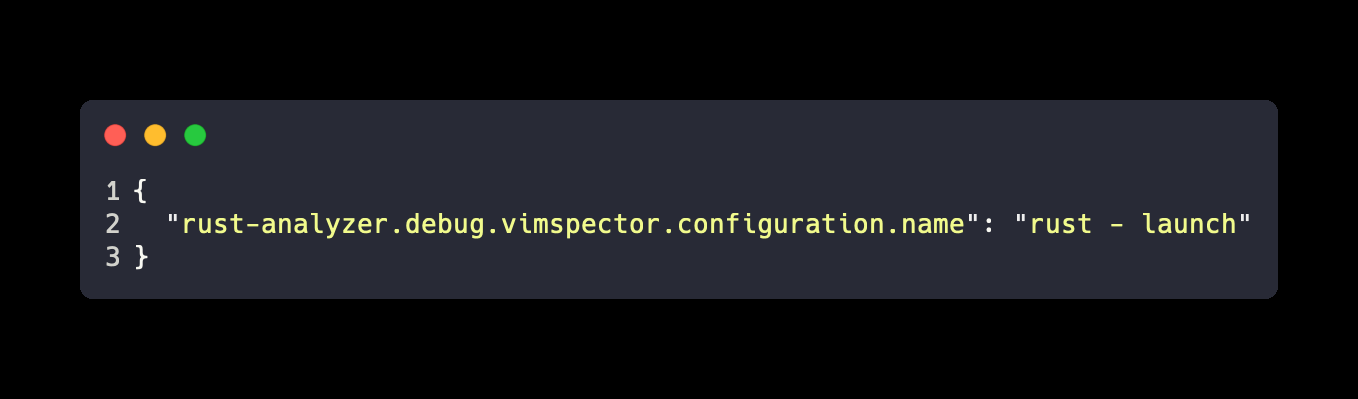 1 {
2   "rust-analyzer.debug.vimspector.configuration.name": "rust - launch"
3 }